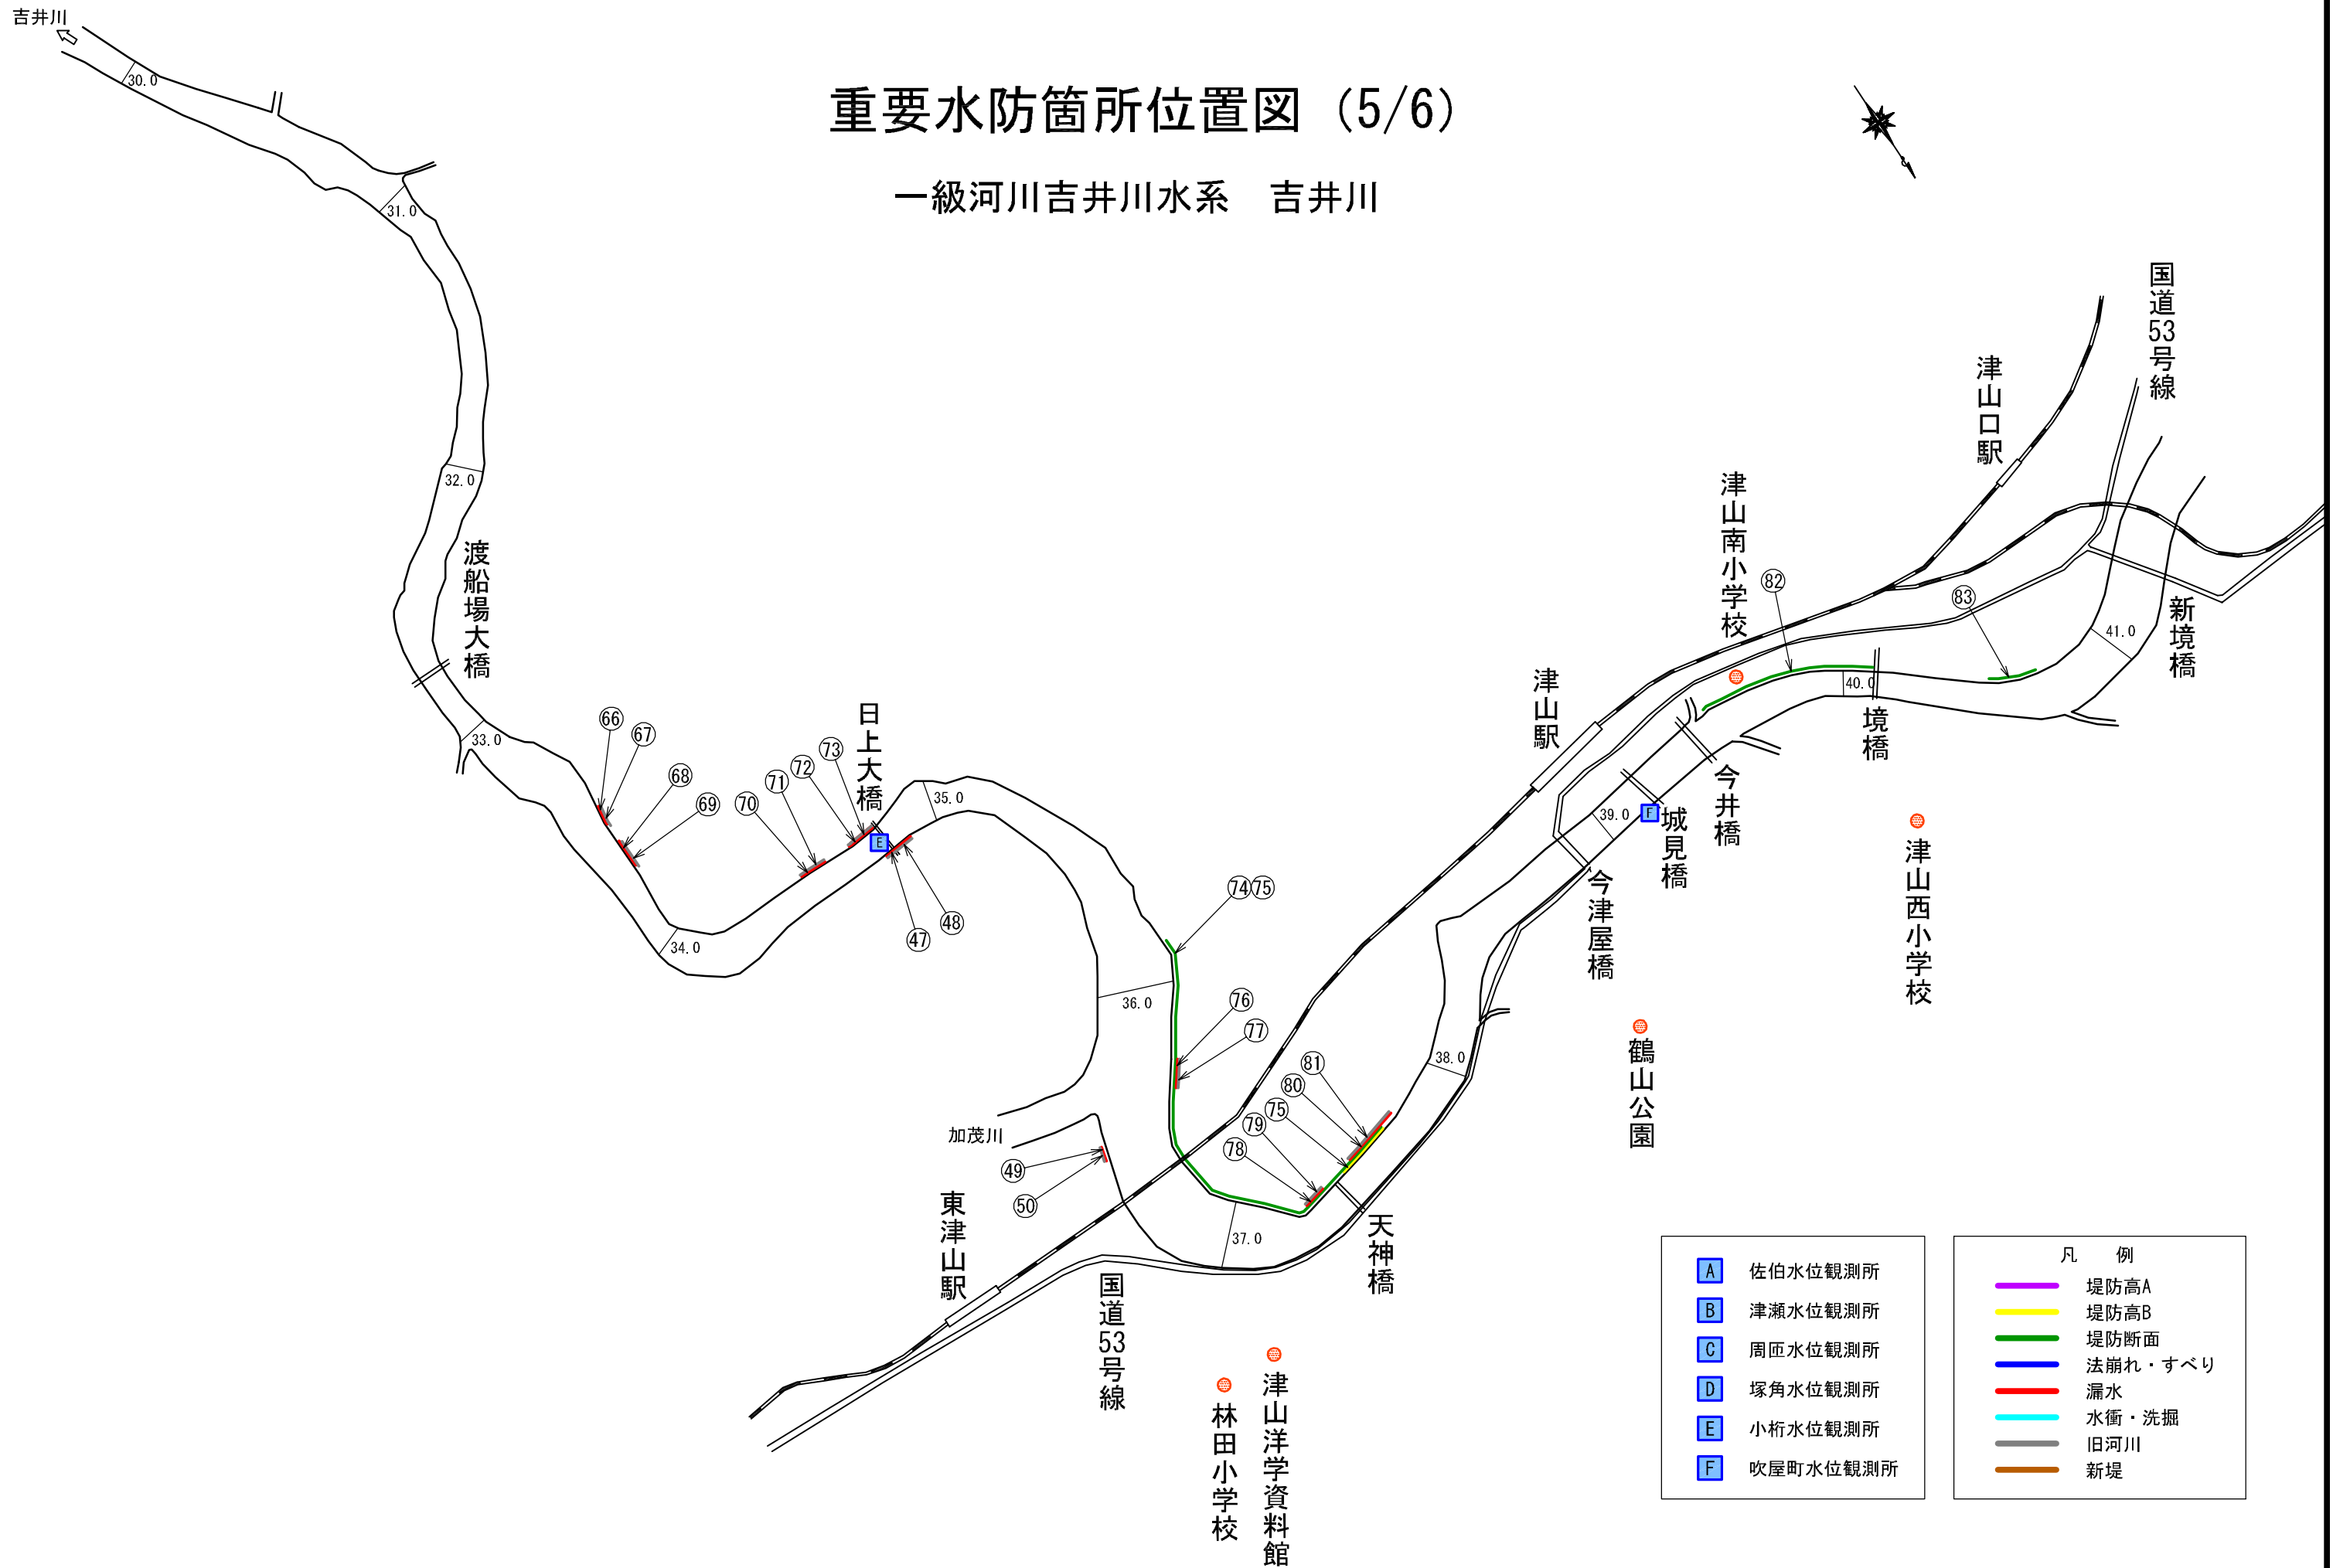 吉井川
重要水防箇所位置図（5/6）
一級河川吉井川水系　吉井川
30.0
31.0
32.0
渡船場大橋
33.0
66
67
68
69
34.0
70
71
72
73
日上大橋
E
47
48
35.0
74
75
36.0
76
77
加茂川
49
50
東津山駅
国道53号線
37.0
78
79
75
80
81
天神橋
38.0
林田小学校
津山洋学資料館
鶴山公園
津山駅
今津屋橋
39.0
F
城見橋
今井橋
津山南小学校
82
40.0
境橋
津山西小学校
83
41.0
新境橋
津山口駅
国道53号線
A 佐伯水位観測所
B 津瀬水位観測所
C 周匝水位観測所
D 塚角水位観測所
E 小桁水位観測所
F 吹屋町水位観測所
凡　例
堤防高A
堤防高B
堤防断面
法崩れ・すべり
漏水
水衝・洗掘
旧河川
新堤